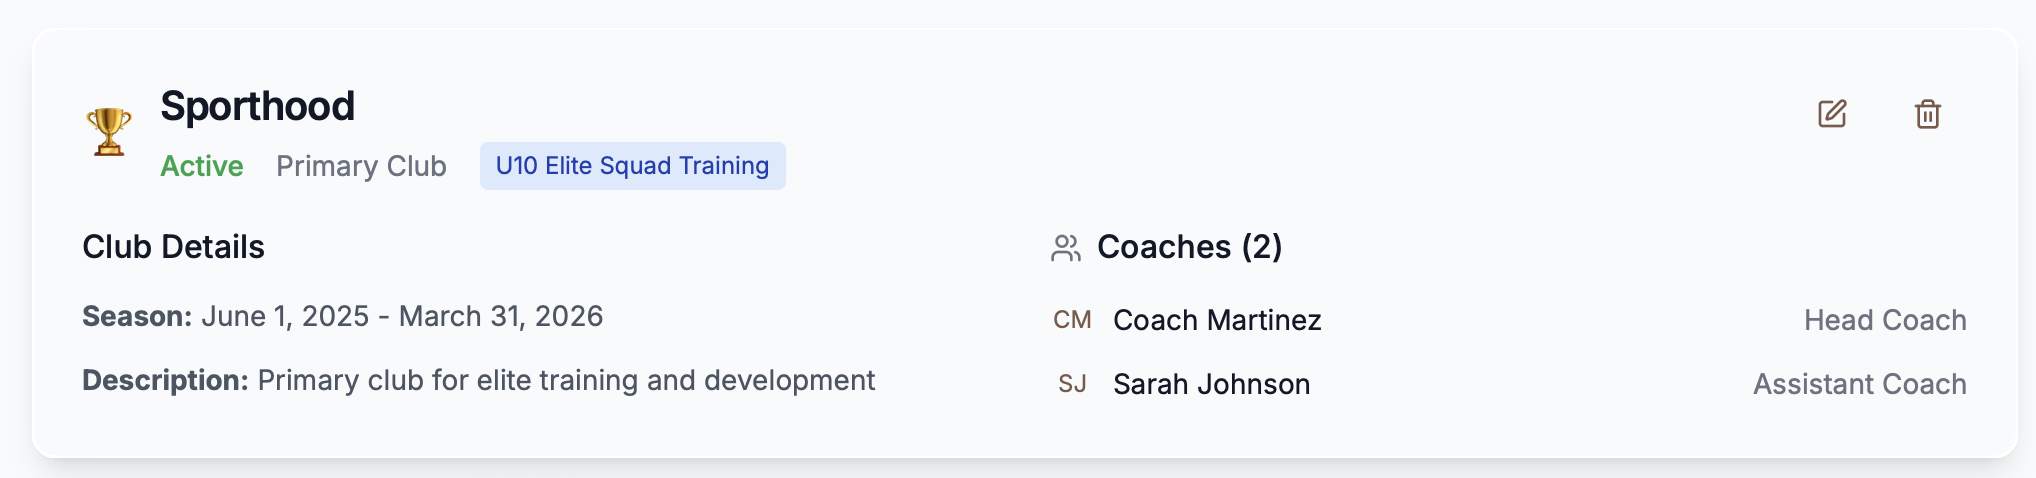 Sporthood
Active Primary Club U10 Elite Squad Training
Club Details
Season: June 1, 2025 - March 31, 2026
Description: Primary club for elite training and development
Coaches (2)
CM Coach Martinez Head Coach
SJ Sarah Johnson Assistant Coach